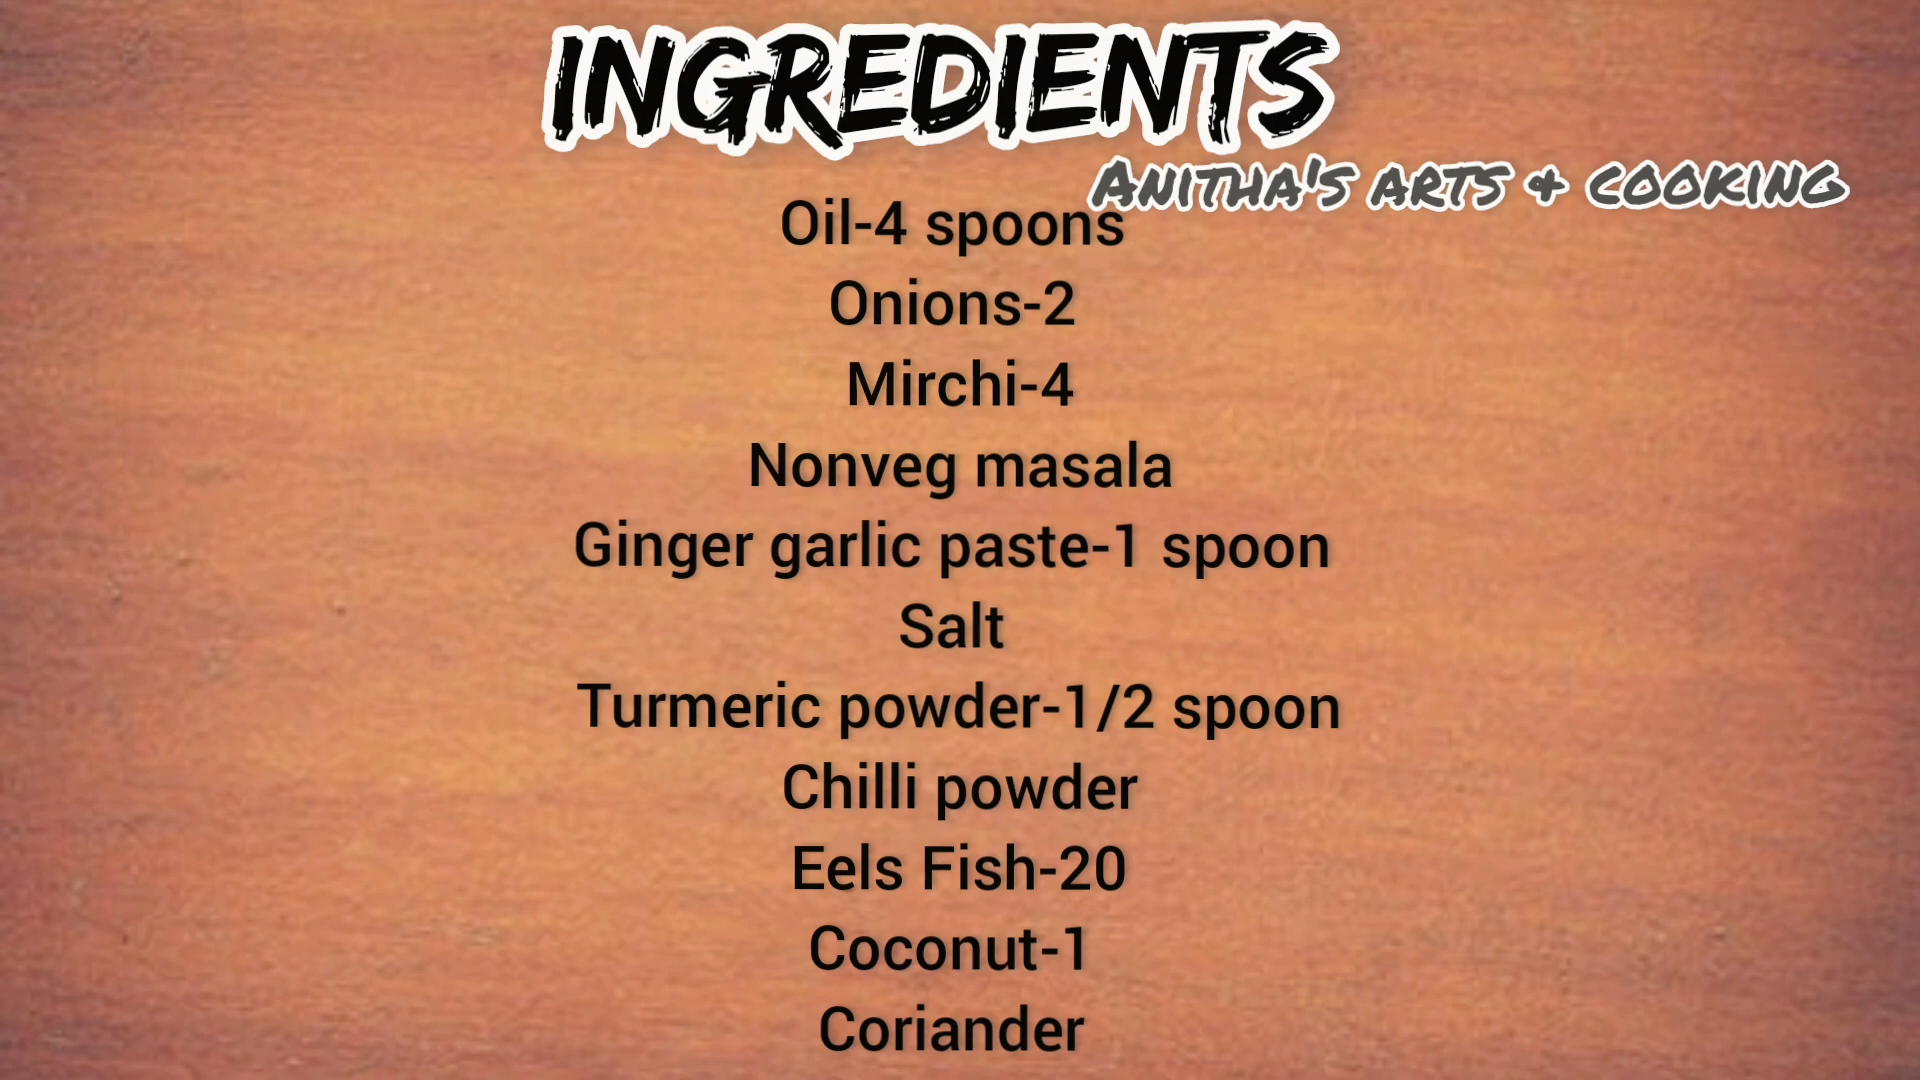 INGREDIENTS
Anitha's arts & cooking
Oil-4 spoons
Onions-2
Mirchi-4
Nonveg masala
Ginger garlic paste-1 spoon
Salt
Turmeric powder-1/2 spoon
Chilli powder
Eels Fish-20
Coconut-1
Coriander